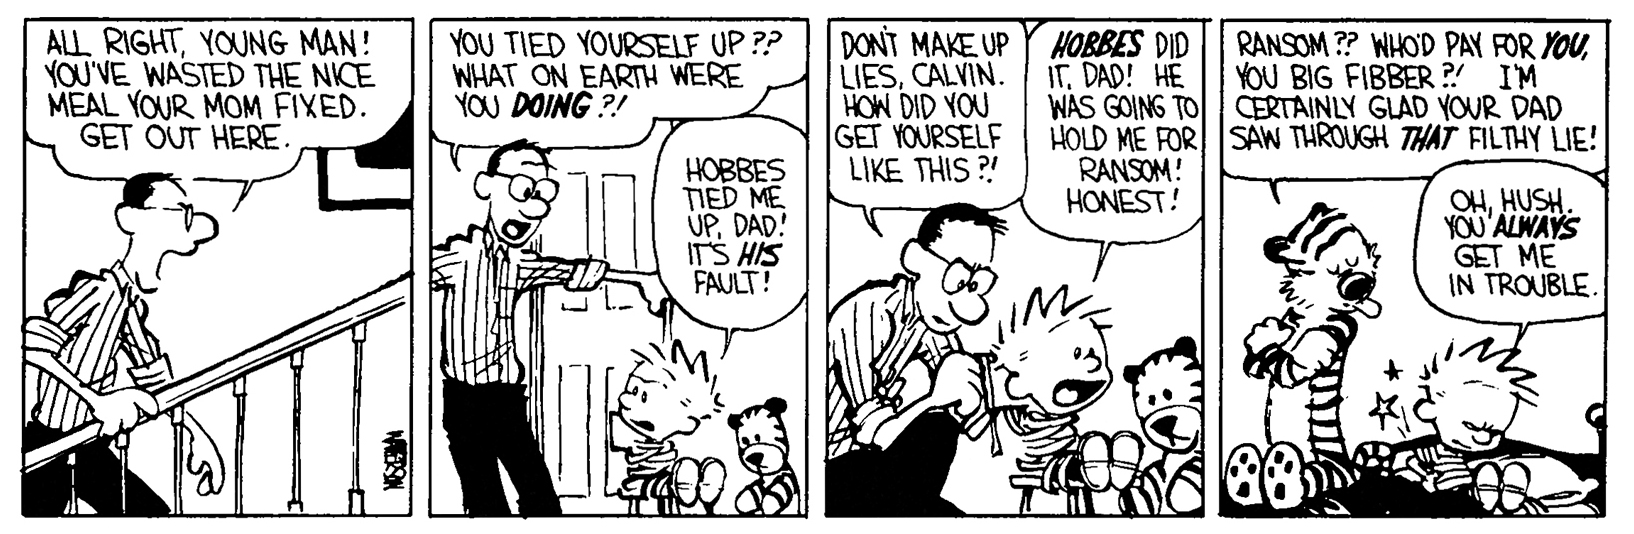 ALL RIGHT, YOUNG MAN!
YOU'VE WASTED THE NICE
MEAL YOUR MOM FIXED.
GET OUT HERE.
WATTERSON
YOU TIED YOURSELF UP??
WHAT ON EARTH WERE
YOU DOING?!
HOBBES
TIED ME
UP, DAD!
IT'S HIS
FAULT!
DON'T MAKE UP
LIES, CALVIN.
HOW DID YOU
GET YOURSELF
LIKE THIS?!
HOBBES DID
IT, DAD! HE
WAS GOING TO
HOLD ME FOR
RANSOM!
HONEST!
RANSOM?? WHO'D PAY FOR YOU,
YOU BIG FIBBER?! I'M
CERTAINLY GLAD YOUR DAD
SAW THROUGH THAT FILTHY LIE!
OH, HUSH.
YOU ALWAYS
GET ME
IN TROUBLE.